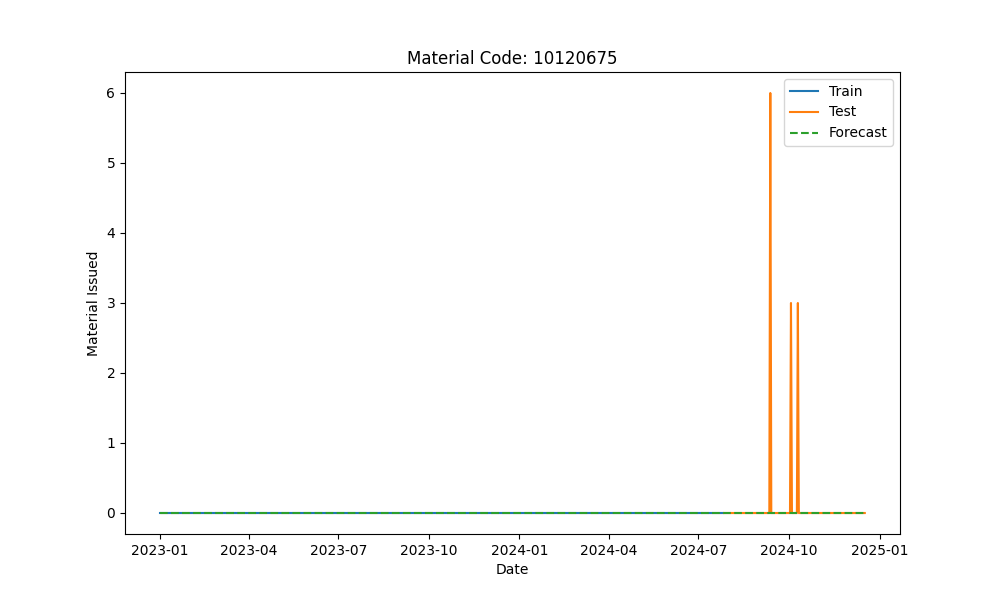 Material Code: 10120675
Train
Test
Forecast
6
5
4
3
2
1
0
Material Issued
2023-01 2023-04 2023-07 2023-10 2024-01 2024-04 2024-07 2024-10 2025-01
Date